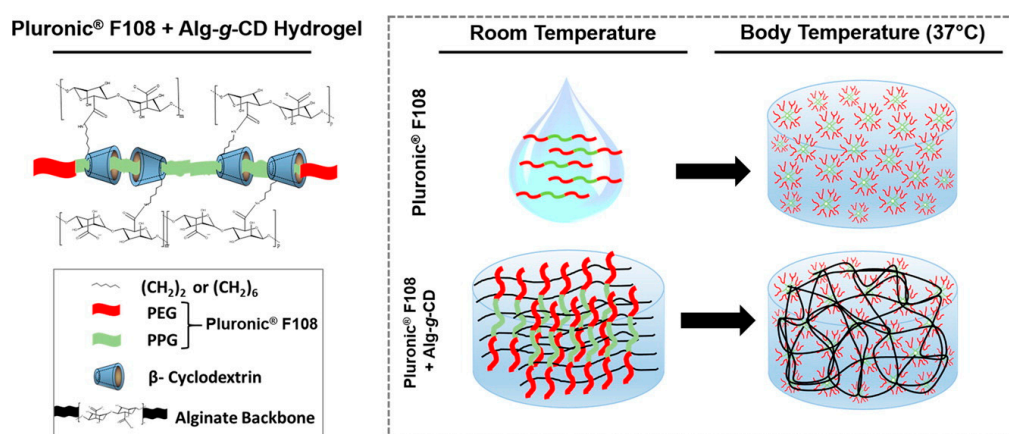 Pluronic® F108 + Alg-g-CD Hydrogel
(CH₂)₂ or (CH₂)₆
PEG
PPG
Pluronic® F108
β- Cyclodextrin
Alginate Backbone
Room Temperature
Body Temperature (37°C)
Pluronic® F108
Pluronic® F108
+ Alg-g-CD